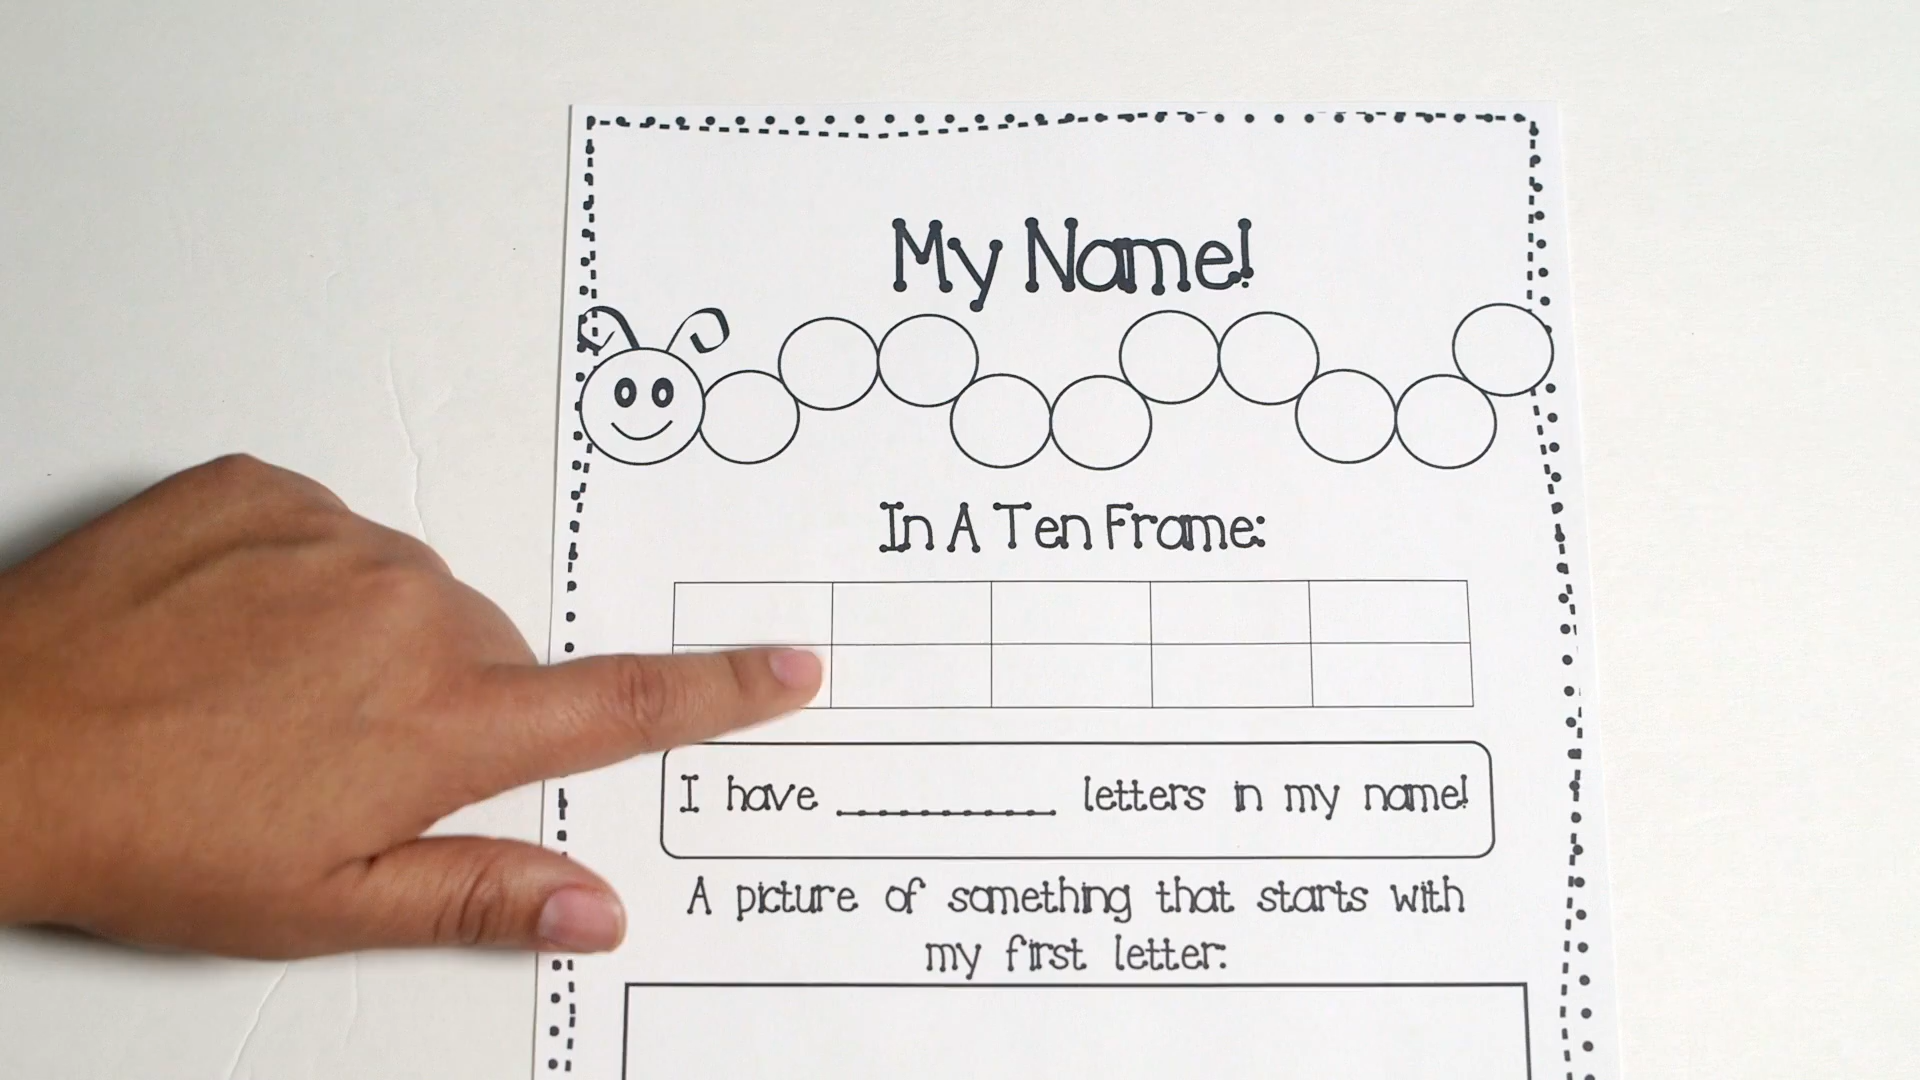 My Name!
In A Ten Frame:
I have __________ letters in my name!
A picture of something that starts with
my first letter: